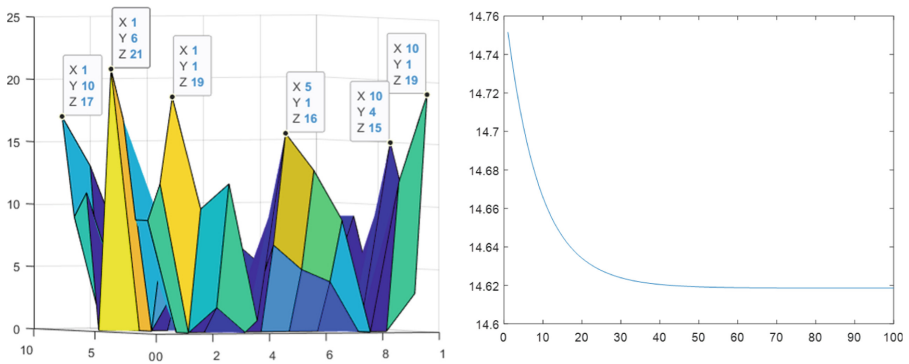 25
20
15
10
5
0
X 1
Y 10
Z 17
X 1
Y 6
Z 21
X 1
Y 1
Z 19
X 5
Y 1
Z 16
X 10
Y 4
Z 15
X 10
Y 1
Z 19
10 5 00 2 4 6 8 1
14.76
14.74
14.72
14.7
14.68
14.66
14.64
14.62
14.6
0 10 20 30 40 50 60 70 80 90 100